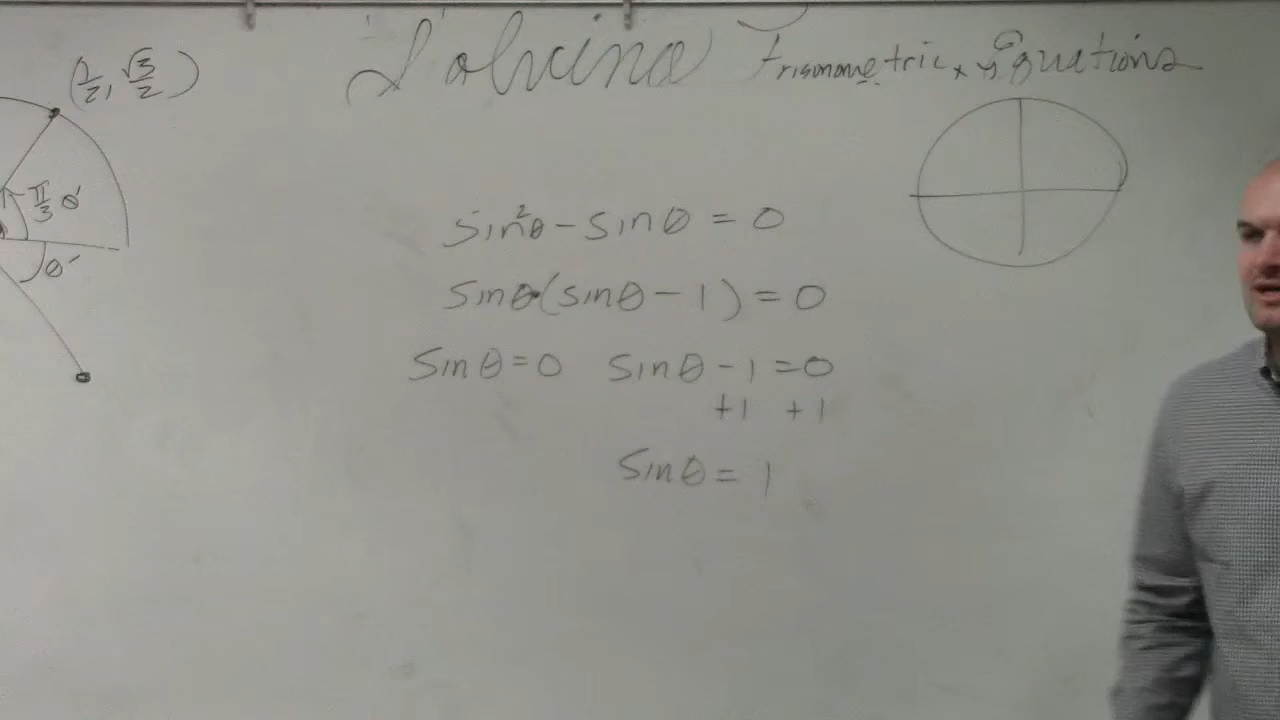 Solving Trigonometric Equations
(1/2, √3/2)
π/3 θ'
θ'
sin²θ - sinθ = 0
sinθ(sinθ - 1) = 0
sinθ = 0 sinθ - 1 = 0
+1 +1
sinθ = 1